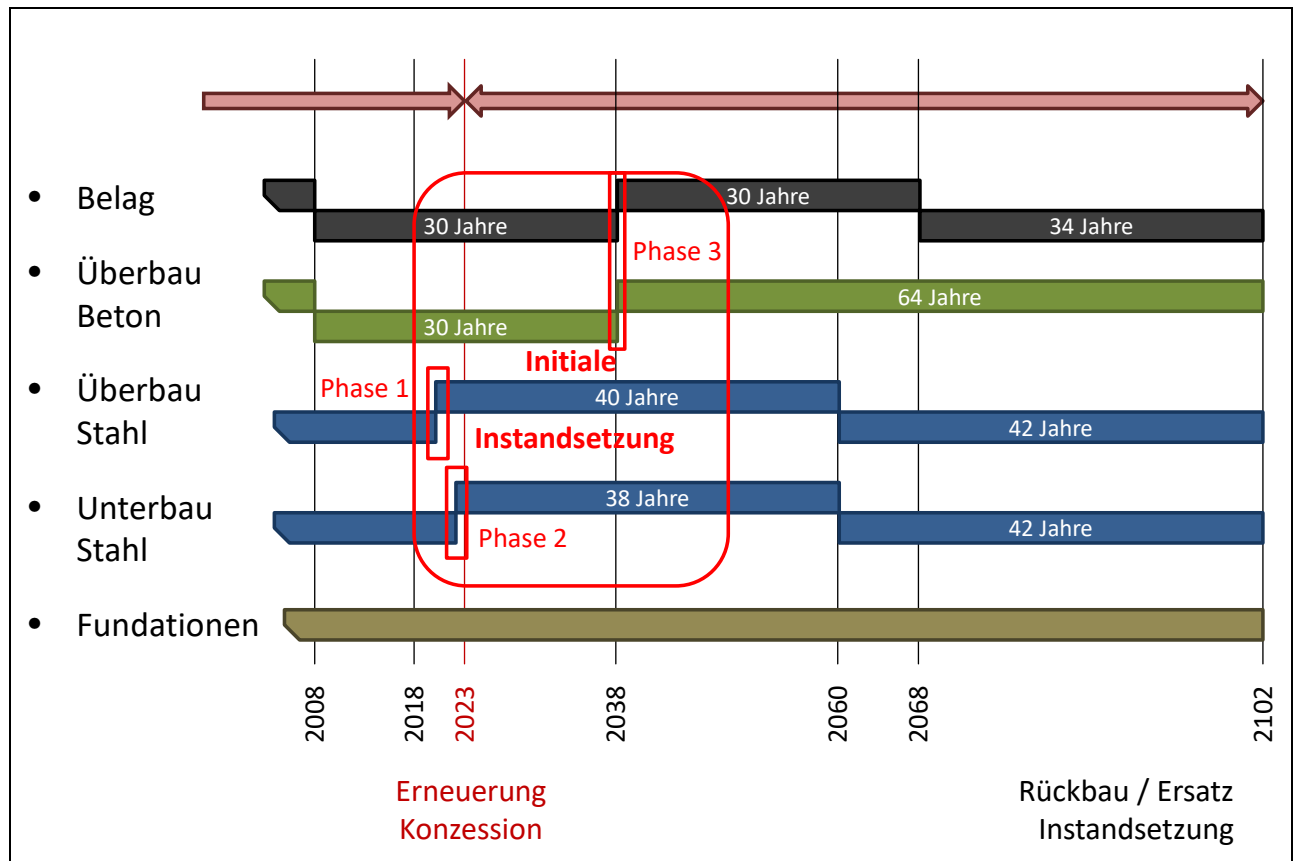 • Belag
30 Jahre
30 Jahre
34 Jahre
Phase 3
• Überbau
Beton
64 Jahre
30 Jahre
Initiale
Phase 1
• Überbau
Stahl
40 Jahre
42 Jahre
Instandsetzung
• Unterbau
Stahl
38 Jahre
42 Jahre
Phase 2
• Fundationen
2008
2018
2023
2038
2060
2068
2102
Erneuerung
Konzession
Rückbau / Ersatz
Instandsetzung